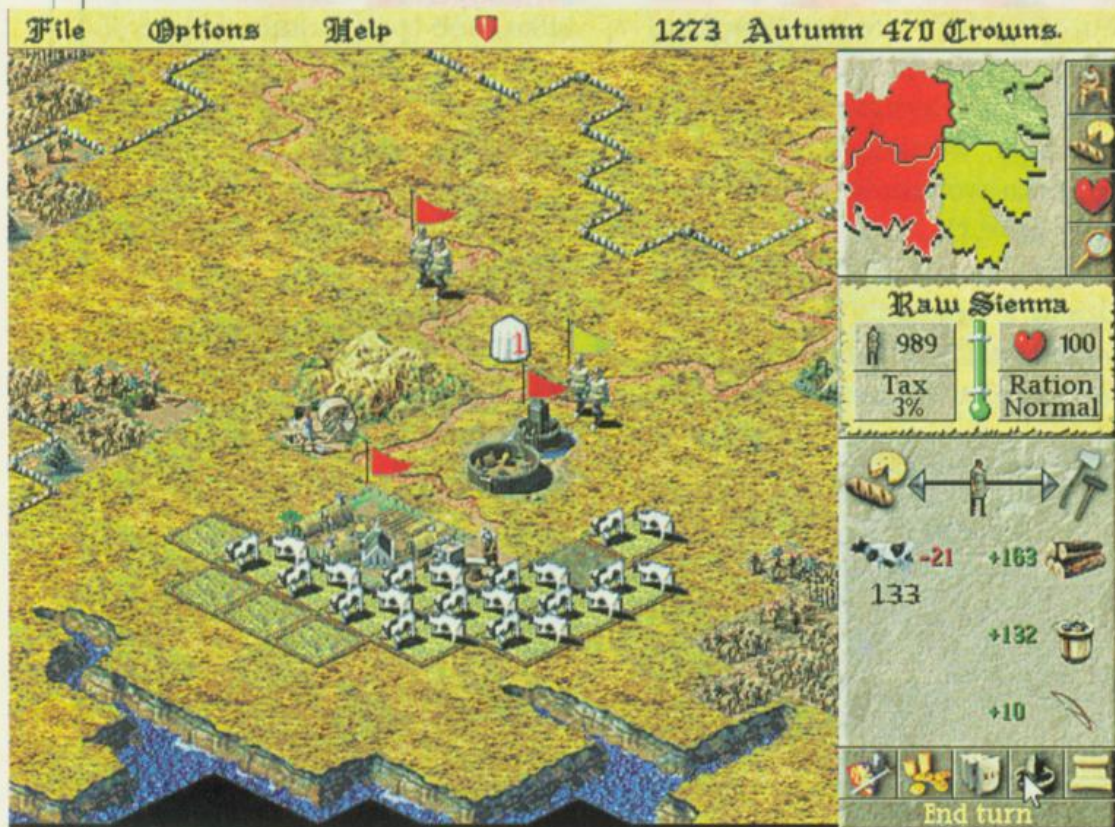 File Options Help 1273 Autumn 470 Crowns.
Raw Sienna
989 100
Tax Ration
3% Normal
1
-21 +163
133
+132
+10
End turn